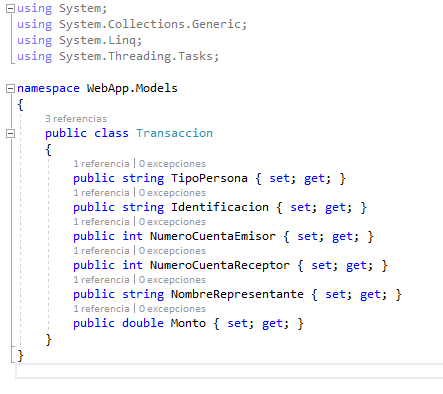 using System;
using System.Collections.Generic;
using System.Linq;
using System.Threading.Tasks;
namespace WebApp.Models
{
3 referencias
public class Transaccion
{
1 referencia | 0 excepciones
public string TipoPersona { set; get; }
1 referencia | 0 excepciones
public string Identificacion { set; get; }
1 referencia | 0 excepciones
public int NumeroCuentaEmisor { set; get; }
1 referencia | 0 excepciones
public int NumeroCuentaReceptor { set; get; }
1 referencia | 0 excepciones
public string NombreRepresentante { set; get; }
1 referencia | 0 excepciones
public double Monto { set; get; }
}
}